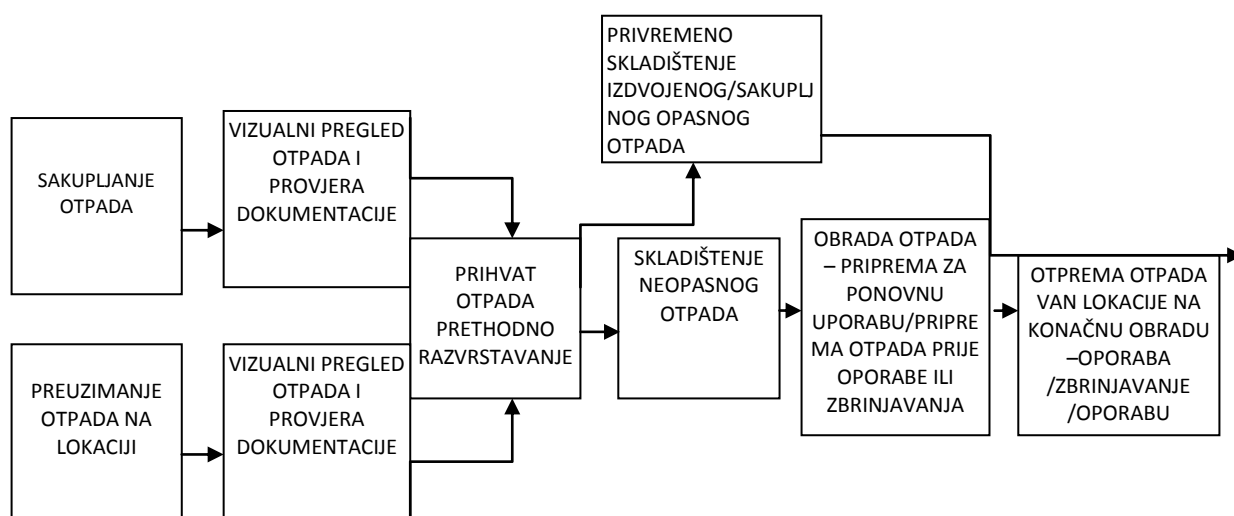 SAKUPLJANJE
OTPADA
VIZUALNI PREGLED
OTPADA I
PROVJERA
DOKUMENTACIJE
PREUZIMANJE
OTPADA NA
LOKACIJI
VIZUALNI PREGLED
OTPADA I
PROVJERA
DOKUMENTACIJE
PRIHVAT
OTPADA
PRETHODNO
RAZVRSTAVANJE
PRIVREMENO
SKLADIŠTENJE
IZDVOJENOG/SAKUPLJ
NOG OPASNOG
OTPADA
SKLADIŠTENJE
NEOPASNOG
OTPADA
OBRADA OTPADA
– PRIPREMA ZA
PONOVNU
UPORABU/PRIPRE
MA OTPADA PRIJE
OPORABE ILI
ZBRINJAVANJA
OTPREMA OTPADA
VAN LOKACIJE NA
KONAČNU OBRADU
–OPORABA
/ZBRINJAVANJE
/OPORABU